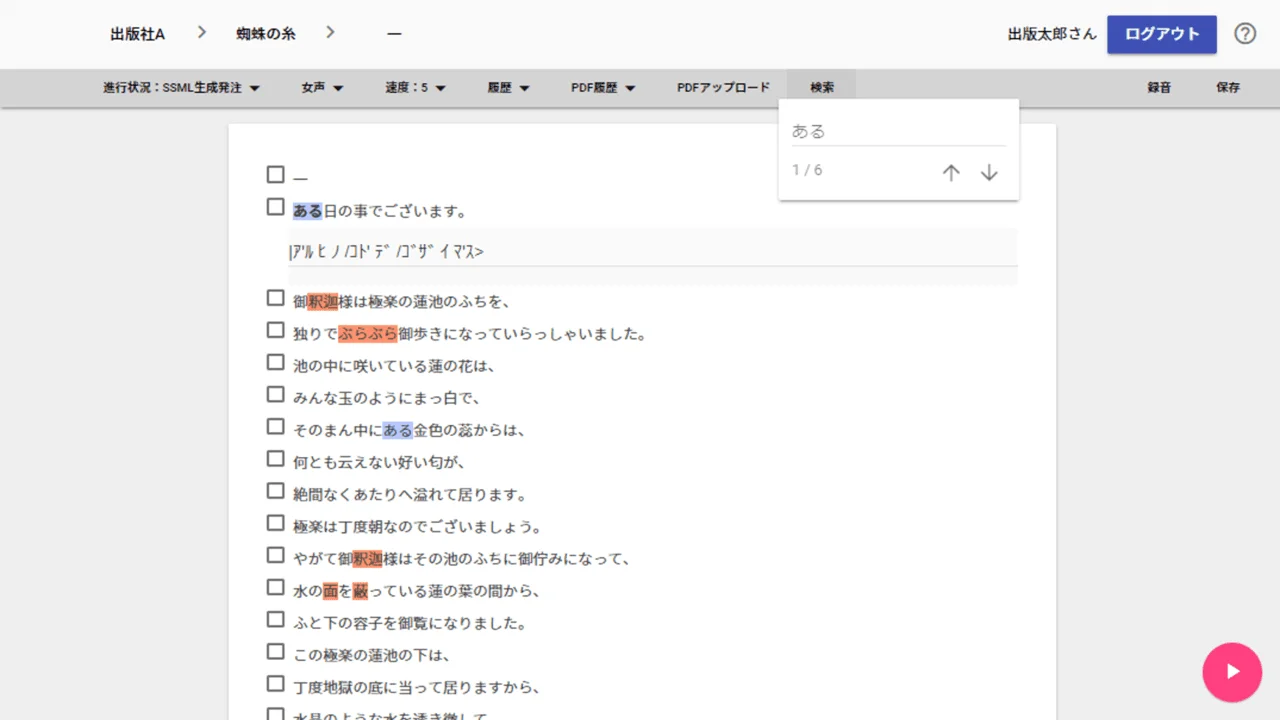 出版社A > 蜘蛛の糸 > 一
出版太郎さん ログアウト ?
進行状況：SSML生成発注 女声 速度：5 履歴 PDF履歴 PDFアップロード 検索 録音 保存
ある
1 / 6
一
ある日の事でございます。
|ｱ'ﾙ ﾋ ﾉ /ｺﾄ' ﾃﾞ /ｺﾞｻﾞ ｲ ﾏ'ｽ>
御釈迦様は極楽の蓮池のふちを、
独りでぶらぶら御歩きになっていらっしゃいました。
池の中に咲いている蓮の花は、
みんな玉のようにまっ白で、
そのまん中にある金色の蕊からは、
何とも云えない好い匂が、
絶間なくあたりへ溢れて居ります。
極楽は丁度朝なのでございましょう。
やがて御釈迦様はその池のふちに御佇みになって、
水の面を蔽っている蓮の葉の間から、
ふと下の容子を御覧になりました。
この極楽の蓮池の下は、
丁度地獄の底に当って居りますから、
水晶のような水を透き徹して、